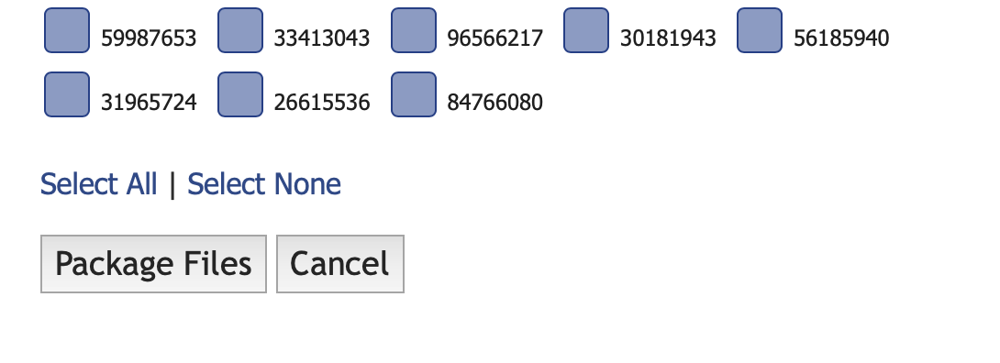 59987653 33413043 96566217 30181943 56185940
31965724 26615536 84766080
Select All | Select None
Package Files Cancel